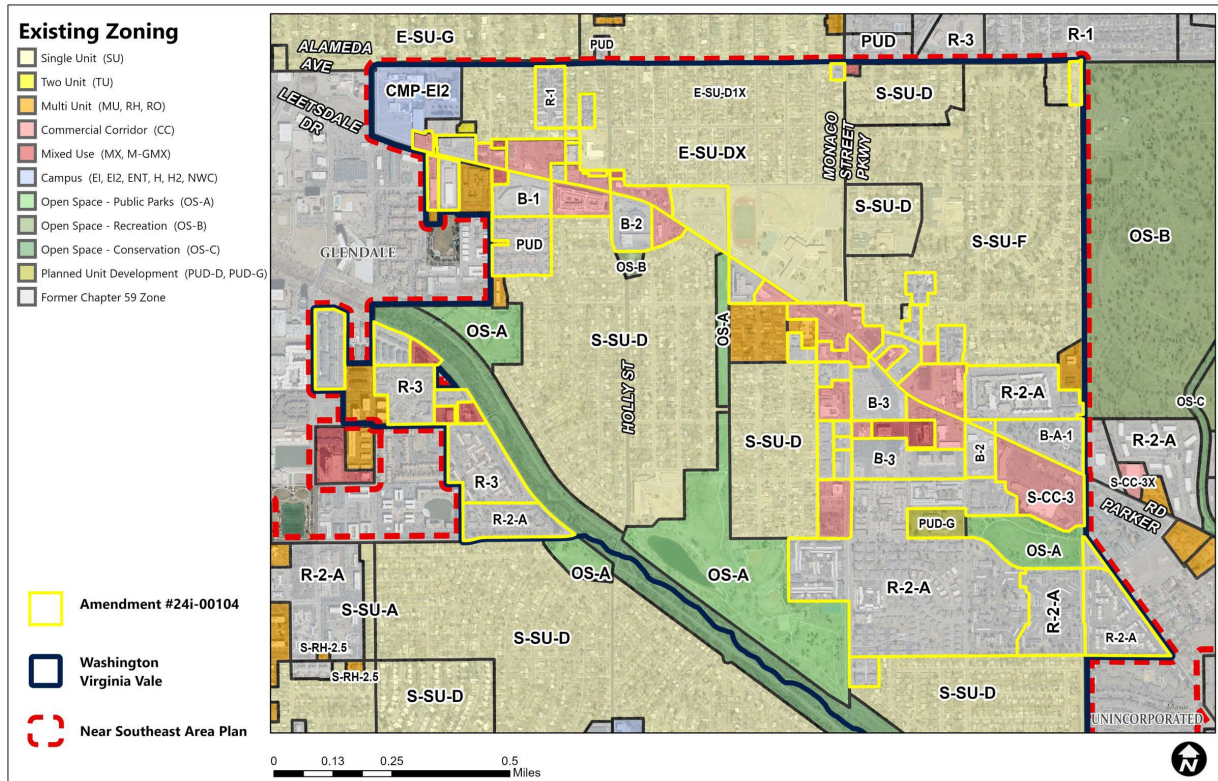 Existing Zoning
Single Unit (SU)
Two Unit (TU)
Multi Unit (MU, RH, RO)
Commercial Corridor (CC)
Mixed Use (MX, M-GMX)
Campus (EI, EI2, ENT, H, H2, NWC)
Open Space - Public Parks (OS-A)
Open Space - Recreation (OS-B)
Open Space - Conservation (OS-C)
Planned Unit Development (PUD-D, PUD-G)
Former Chapter 59 Zone
Amendment #24i-00104
Washington
Virginia Vale
Near Southeast Area Plan
ALAMEDA
AVE
LEETSDALE
DR
E-SU-G
PUD
PUD
R-3
R-1
CMP-EI2
R-1
E-SU-D1X
S-SU-D
E-SU-DX
MONACO
STREET
PKWY
S-SU-D
S-SU-F
OS-B
B-1
B-2
PUD
OS-B
GLENDALE
OS-A
S-SU-D
HOLLY ST
OS-A
R-3
B-3
R-2-A
OS-C
S-SU-D
B-3
B-2
B-A-1
R-2-A
S-CC-3X
R-3
S-CC-3
PARKER
RD
R-2-A
PUD-G
OS-A
OS-A
OS-A
R-2-A
R-2-A
R-2-A
R-2-A
S-SU-A
S-RH-2.5
S-RH-2.5
S-SU-D
S-SU-D
S-SU-D
UNINCORPORATED
0 0.13 0.25 0.5
Miles
N